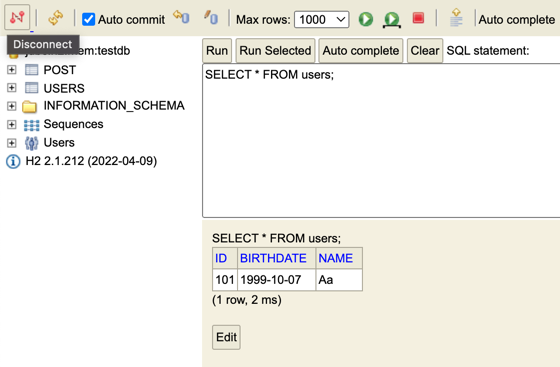 Auto commit Max rows: 1000 Auto complete
Disconnect
mem:testdb
POST
USERS
INFORMATION_SCHEMA
Sequences
Users
H2 2.1.212 (2022-04-09)
Run Run Selected Auto complete Clear SQL statement:
SELECT * FROM users;
SELECT * FROM users;
ID BIRTHDATE NAME
101 1999-10-07 Aa
(1 row, 2 ms)
Edit